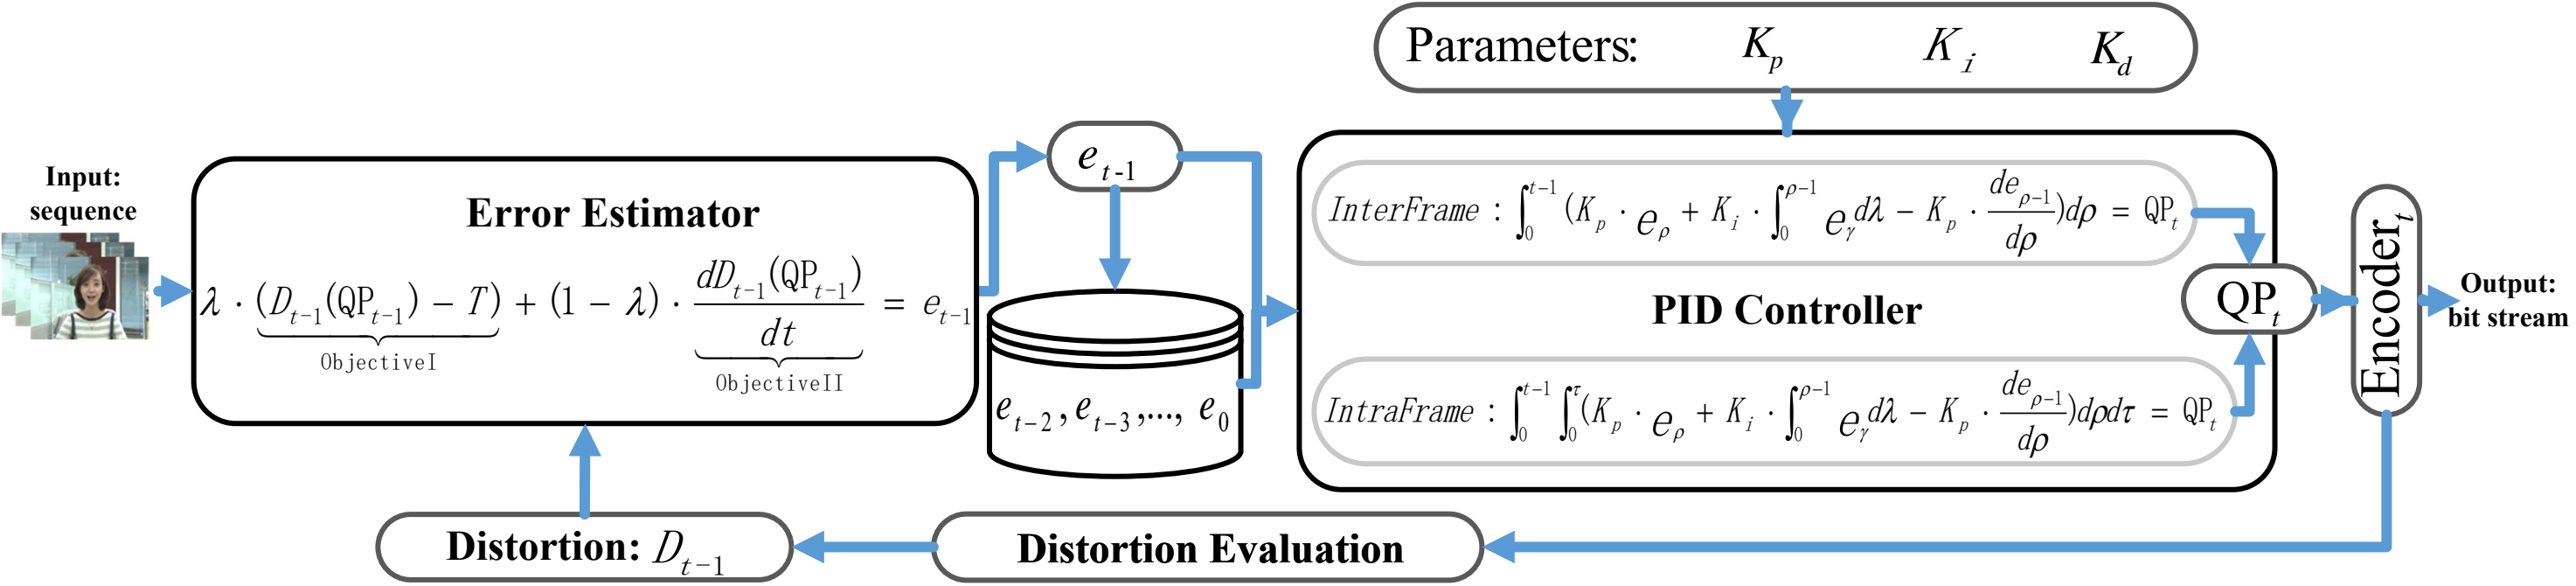 Parameters: K_p K_i K_d
Input:
sequence
Error Estimator
λ · (D_{t-1}(QP_{t-1}) − T) + (1 − λ) · dD_{t-1}(QP_{t-1})/dt = e_{t-1}
ObjectiveI
ObjectiveII
e_{t-1}
e_{t-2}, e_{t-3},..., e_0
InterFrame : ∫_0^{t-1} (K_p · e_ρ + K_i · ∫_0^{ρ-1} e_γ dλ − K_p · de_{ρ-1}/dρ)dρ = QP_t
PID Controller
IntraFrame : ∫_0^{t-1} ∫_0^τ (K_p · e_ρ + K_i · ∫_0^{ρ-1} e_γ dλ − K_p · de_{ρ-1}/dρ)dρdτ = QP_t
QP_t
Encoder_t
Output:
bit stream
Distortion: D_{t-1}
Distortion Evaluation